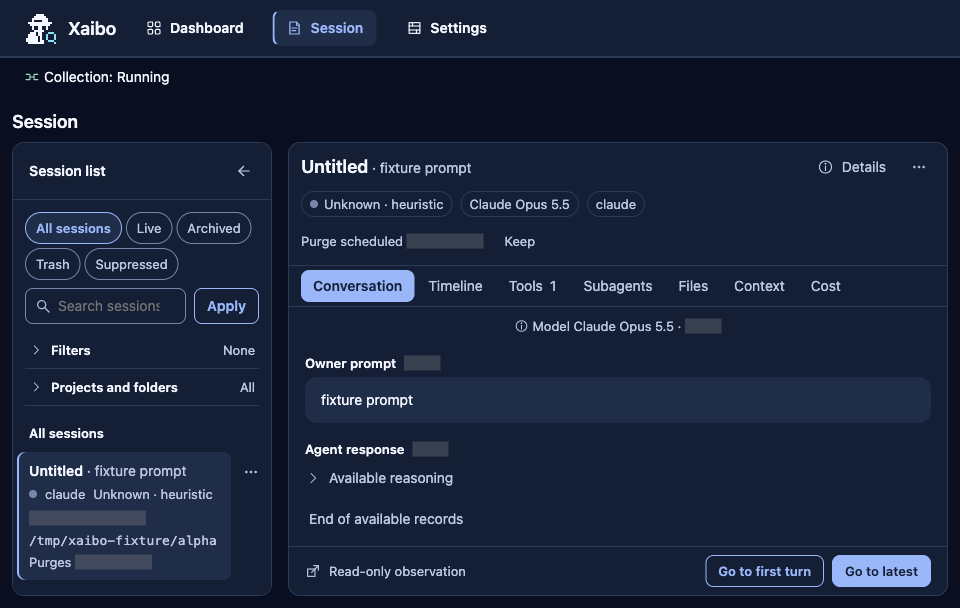 Xaibo
Dashboard
Session
Settings
Collection: Running
Session
Session list
All sessions
Live
Archived
Trash
Suppressed
Search sessions
Apply
Filters
None
Projects and folders
All
All sessions
Untitled · fixture prompt
claude Unknown · heuristic
/tmp/xaibo-fixture/alpha
Purges
Untitled · fixture prompt
Details
Unknown · heuristic
Claude Opus 5.5
claude
Purge scheduled
Keep
Conversation
Timeline
Tools 1
Subagents
Files
Context
Cost
Model Claude Opus 5.5 ·
Owner prompt
fixture prompt
Agent response
Available reasoning
End of available records
Read-only observation
Go to first turn
Go to latest